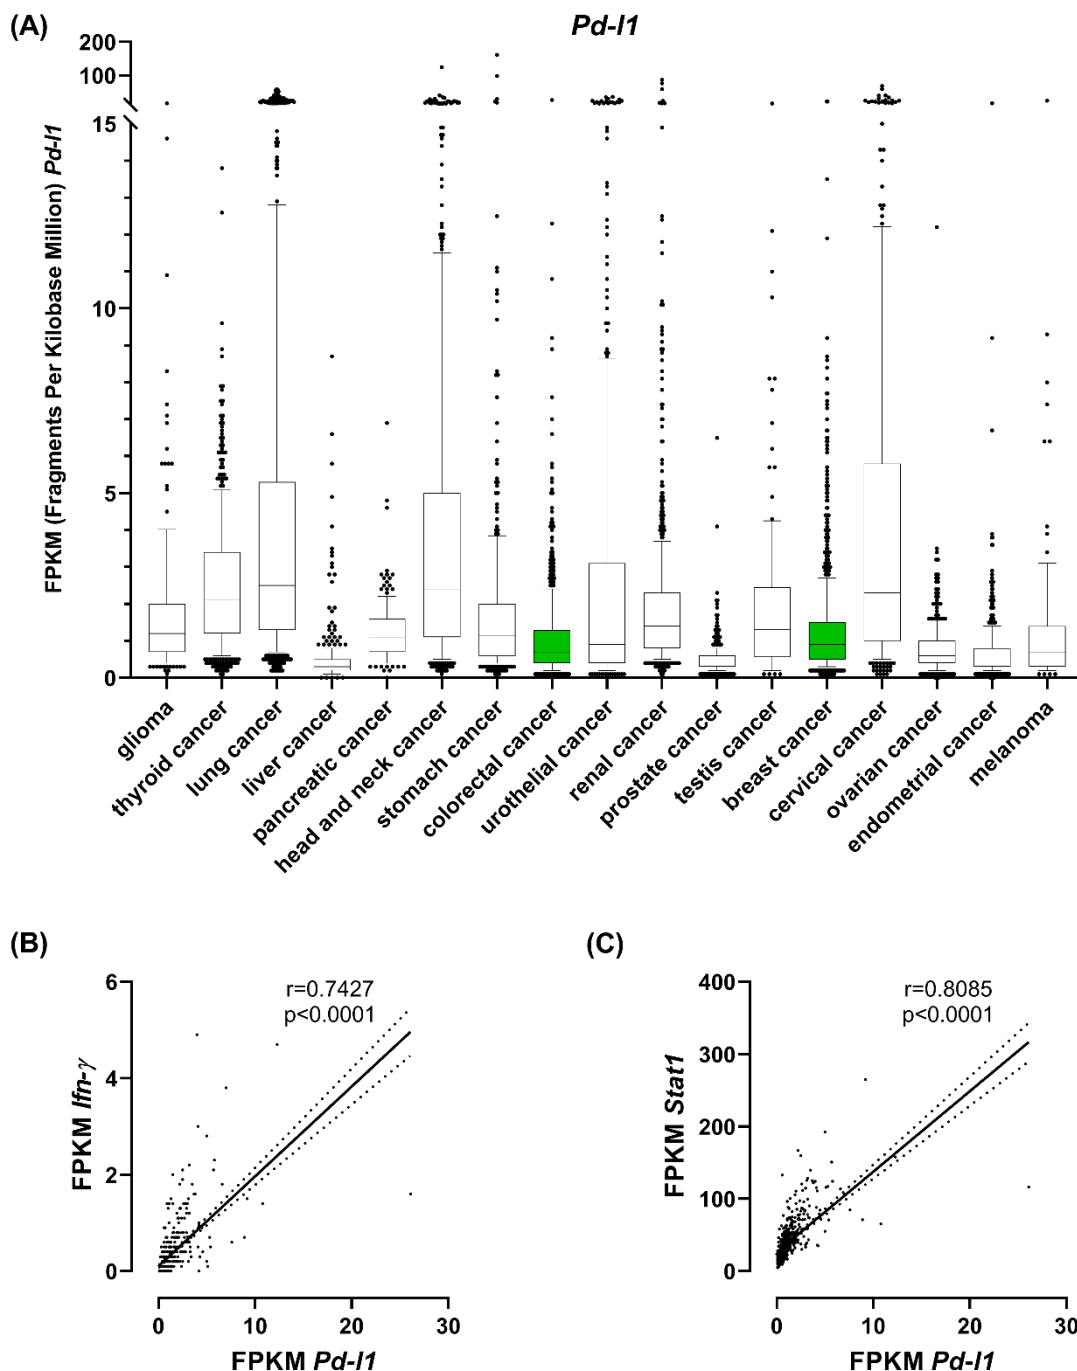 (A)
Pd-l1
FPKM (Fragments Per Kilobase Million) Pd-l1
200
100
15
10
5
0
glioma
thyroid cancer
lung cancer
liver cancer
pancreatic cancer
head and neck cancer
stomach cancer
colorectal cancer
urothelial cancer
renal cancer
prostate cancer
testis cancer
breast cancer
cervical cancer
ovarian cancer
endometrial cancer
melanoma
(B)
r=0.7427
p<0.0001
FPKM Ifn-γ
6
4
2
0
0 10 20 30
FPKM Pd-l1
(C)
r=0.8085
p<0.0001
FPKM Stat1
400
300
200
100
0
0 10 20 30
FPKM Pd-l1